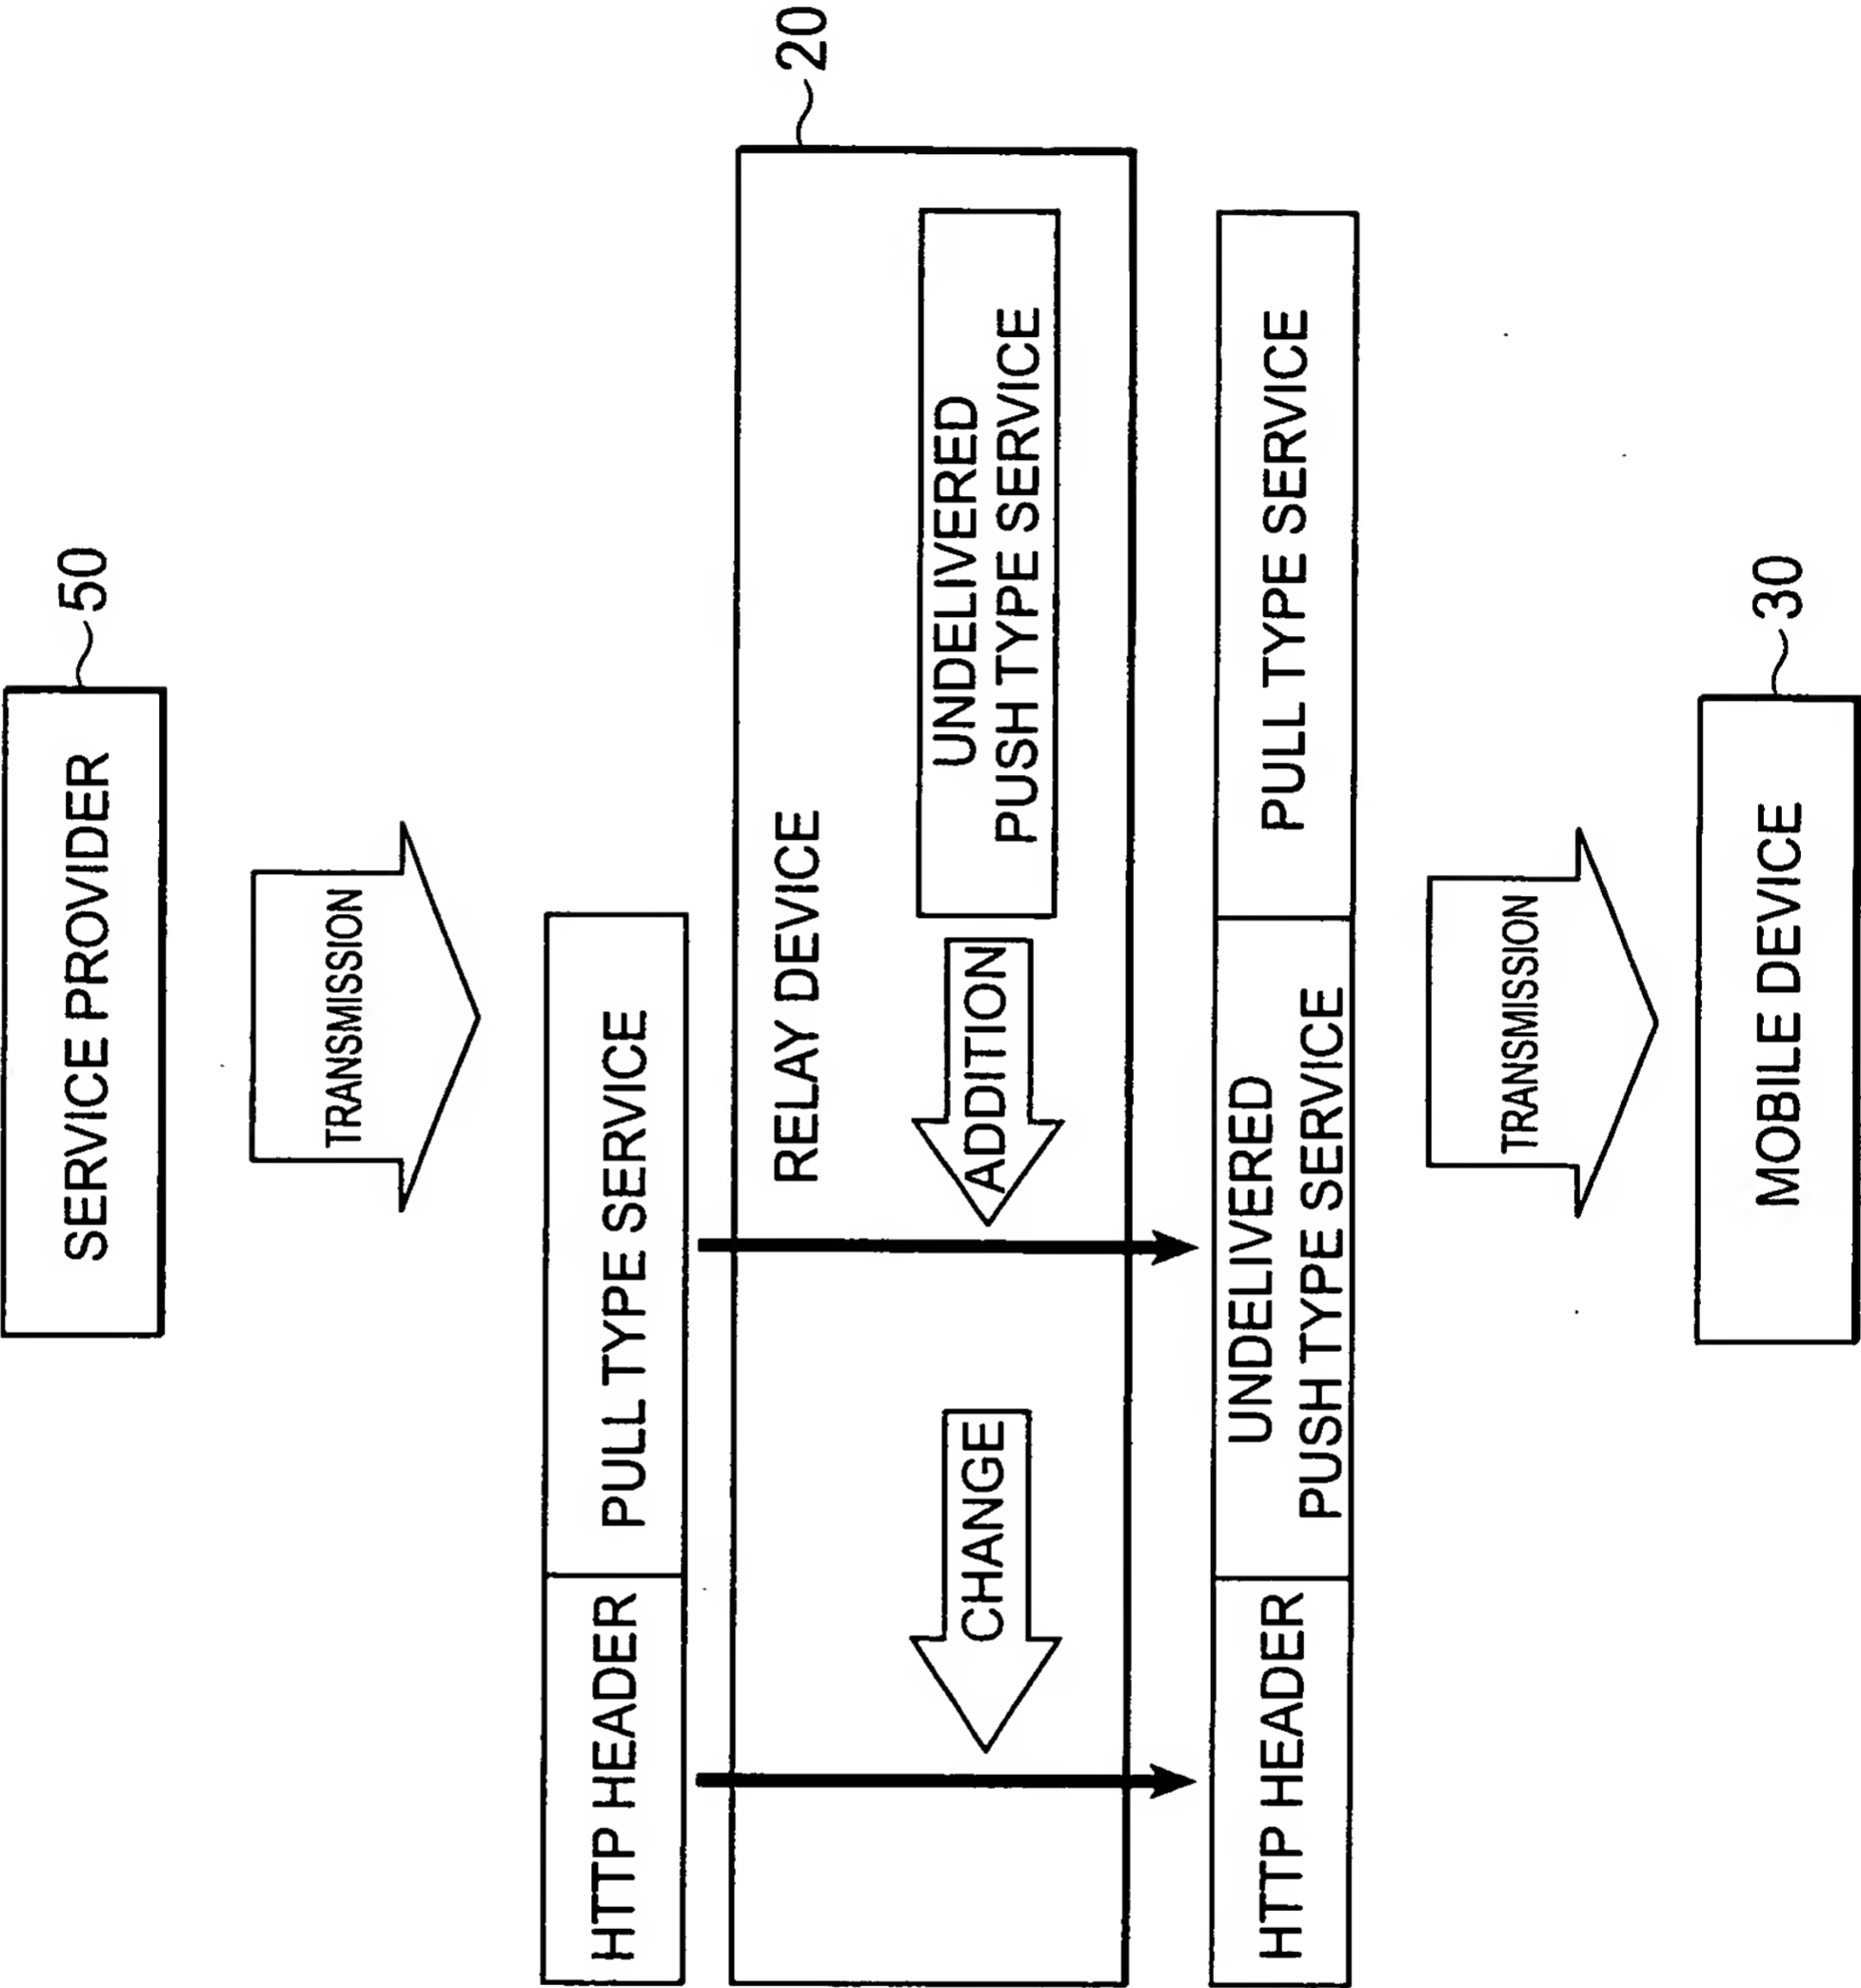 SERVICE PROVIDER
50
TRANSMISSION
HTTP HEADER
PULL TYPE SERVICE
20
RELAY DEVICE
CHANGE
ADDITION
UNDELIVERED
PUSH TYPE SERVICE
HTTP HEADER
UNDELIVERED
PUSH TYPE SERVICE
PULL TYPE SERVICE
TRANSMISSION
MOBILE DEVICE
30